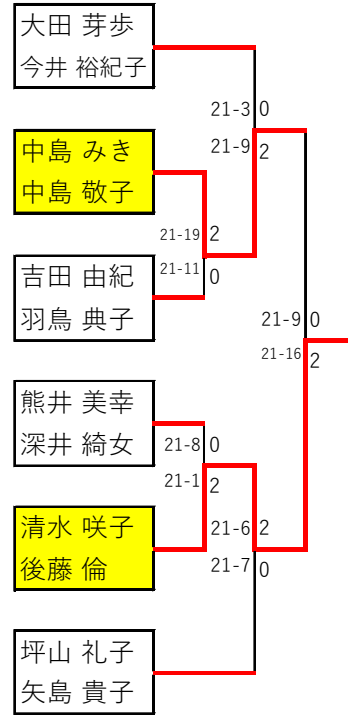 大田 芽歩
今井 裕紀子
21-3 0
21-9 2
中島 みき
中島 敬子
21-19 2
21-11 0
吉田 由紀
羽鳥 典子
21-9 0
21-16 2
熊井 美幸
深井 綺女
21-8 0
21-1 2
清水 咲子
後藤 倫
21-6 2
21-7 0
坪山 礼子
矢島 貴子